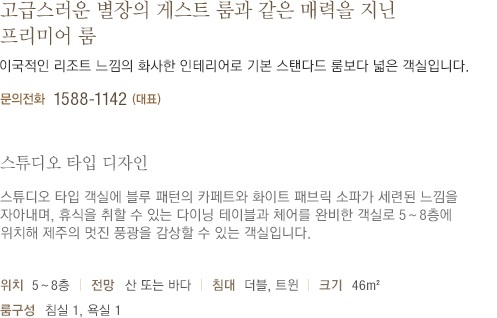 고급스러운 별장의 게스트 룸과 같은 매력을 지닌
프리미어 룸
이국적인 리조트 느낌의 화사한 인테리어로 기본 스탠다드 룸보다 넓은 객실입니다.
문의전화 1588-1142 (대표)
스튜디오 타입 디자인
스튜디오 타입 객실에 블루 패턴의 카페트와 화이트 패브릭 소파가 세련된 느낌을
자아내며, 휴식을 취할 수 있는 다이닝 테이블과 체어를 완비한 객실로 5 ~ 8층에
위치해 제주의 멋진 풍광을 감상할 수 있는 객실입니다.
위치 5 ~ 8층 | 전망 산 또는 바다 | 침대 더블, 트윈 | 크기 46m²
룸구성 침실 1, 욕실 1